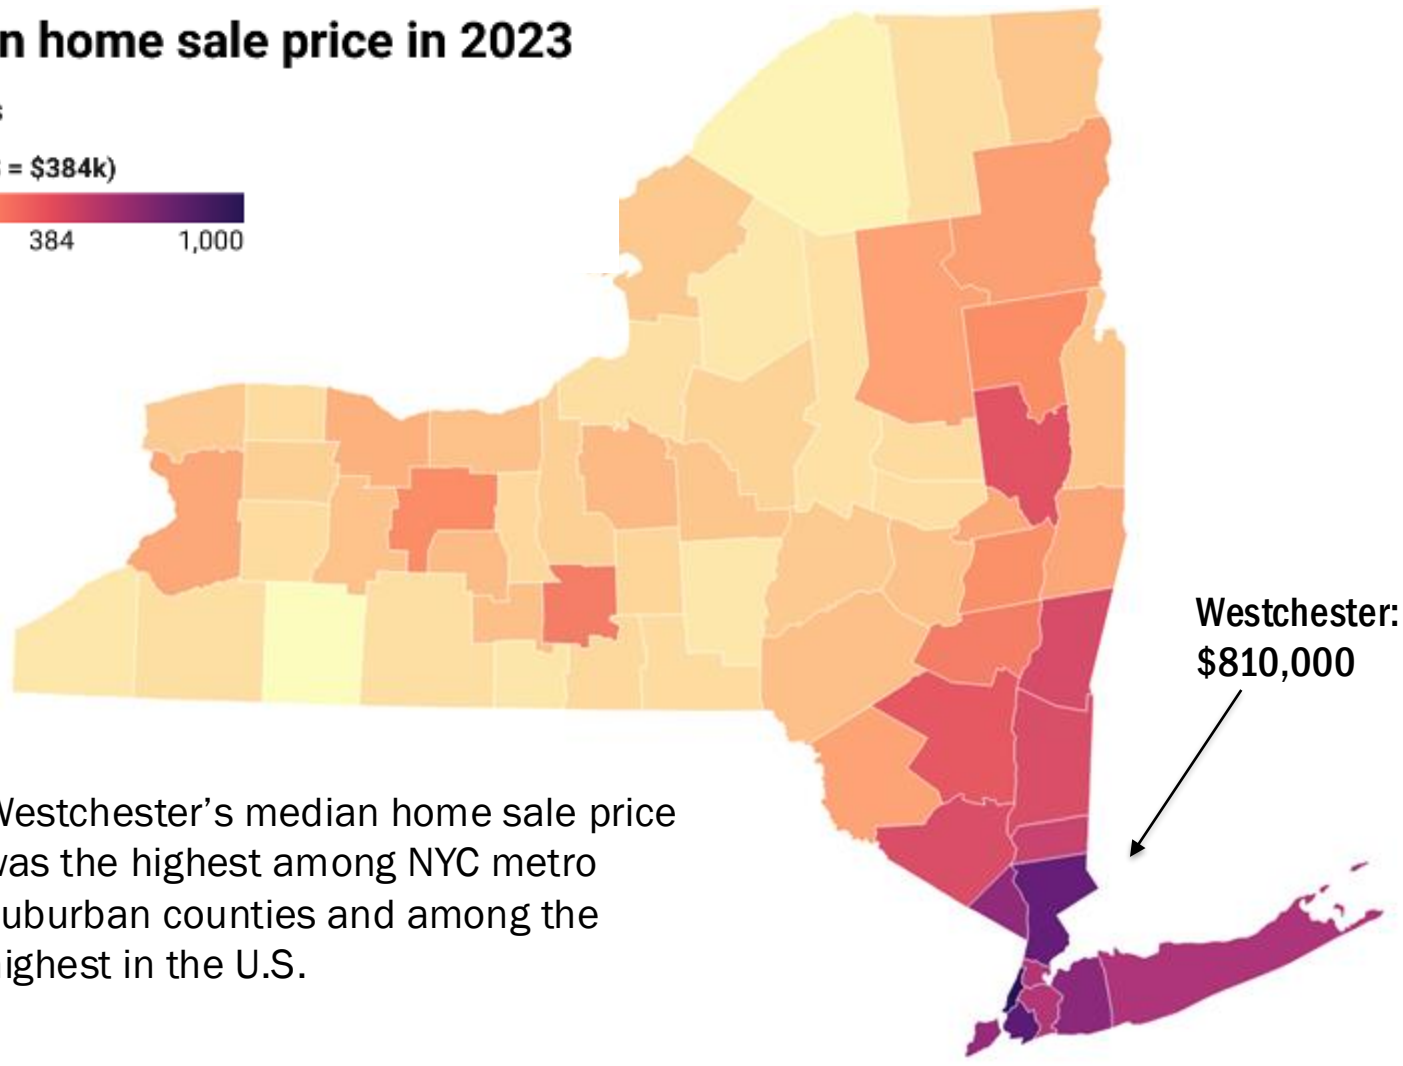 n home sale price in 2023
s
= $384k)
384 1,000
Westchester:
$810,000
Westchester’s median home sale price
was the highest among NYC metro
suburban counties and among the
highest in the U.S.